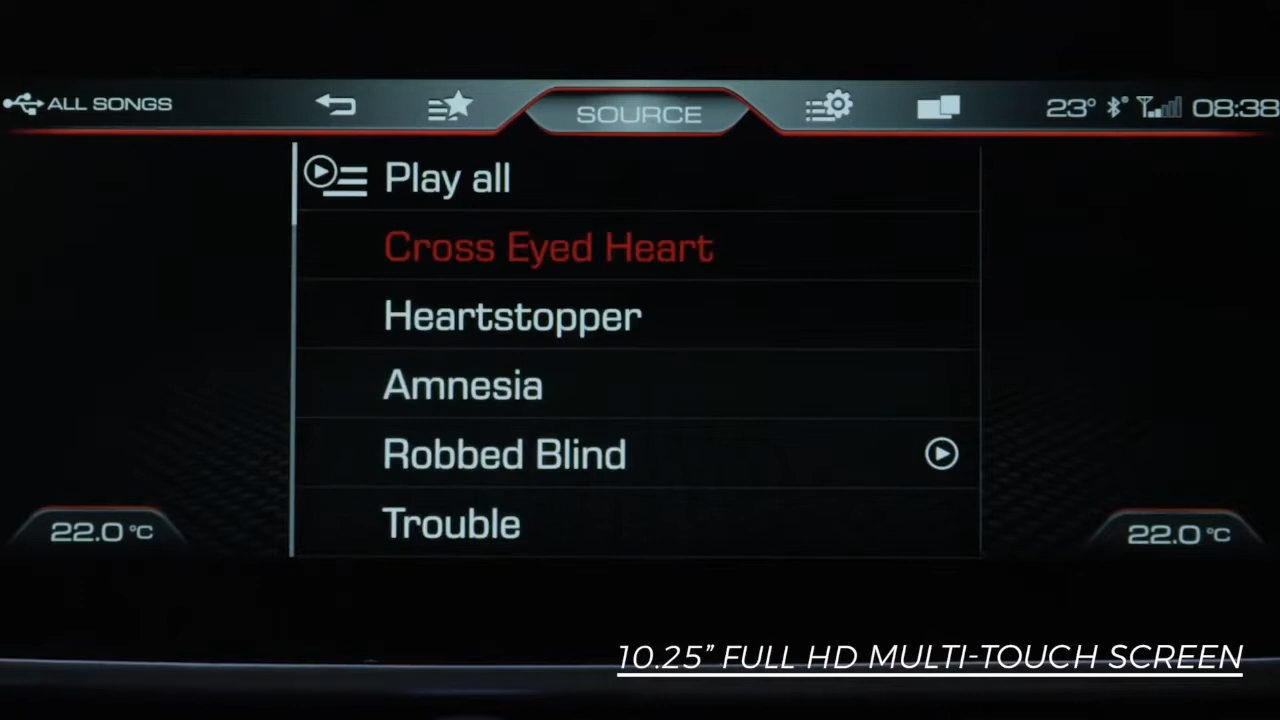 ALL SONGS
SOURCE
23° 08:38
Play all
Cross Eyed Heart
Heartstopper
Amnesia
Robbed Blind
Trouble
22.0 °C
22.0 °C
10.25” FULL HD MULTI-TOUCH SCREEN